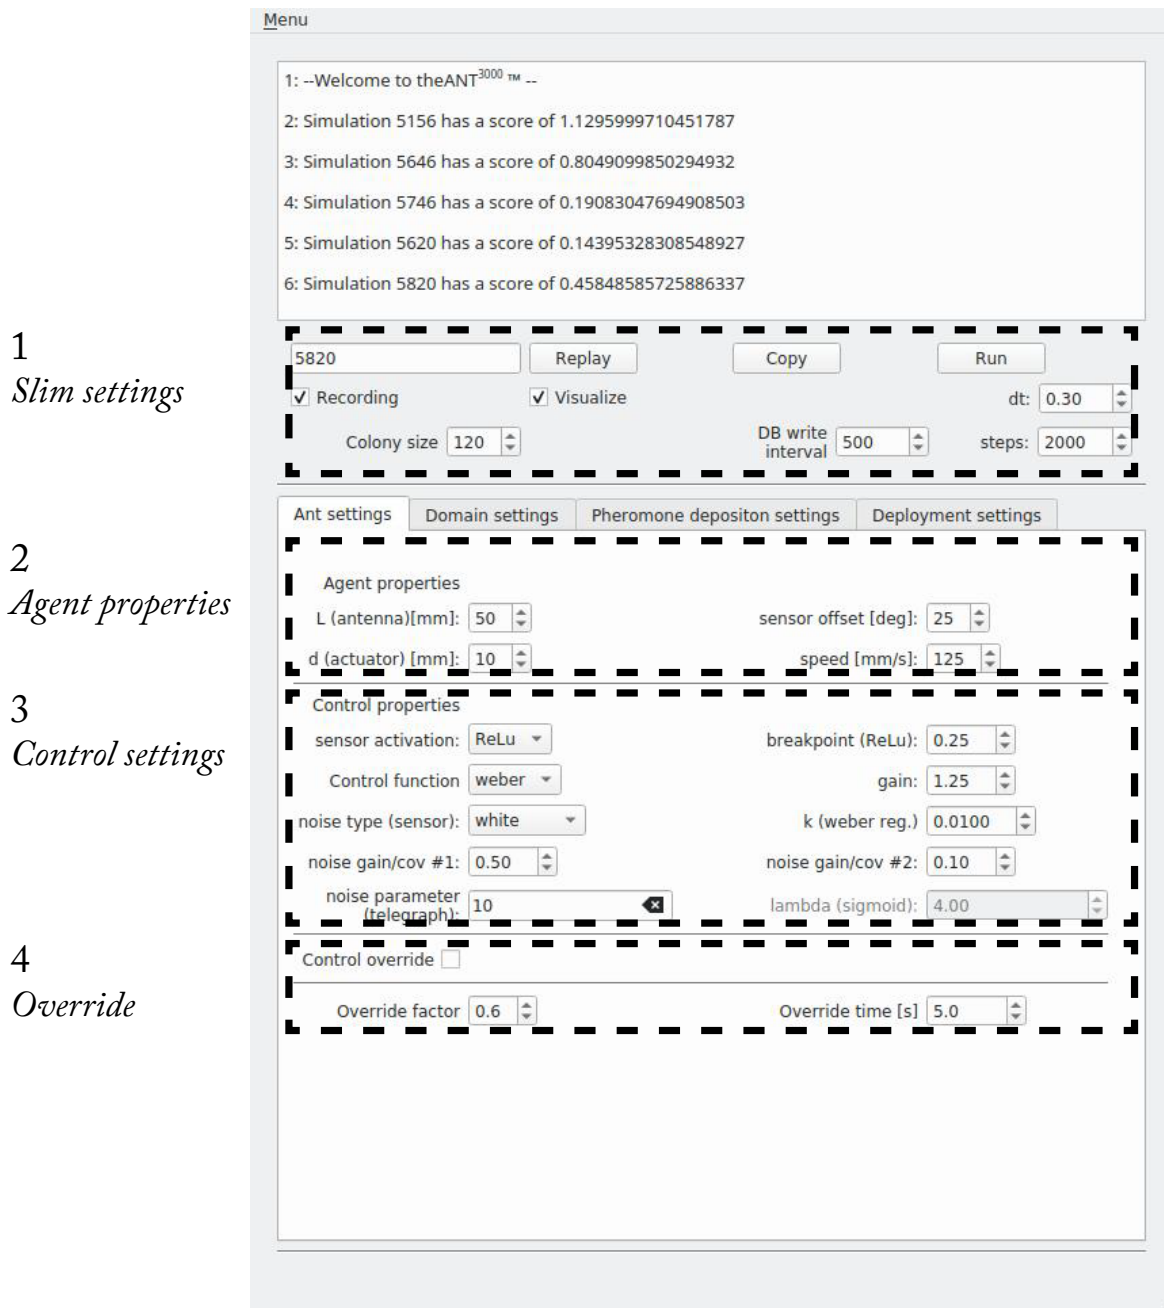 Menu
1: --Welcome to theANT3000 ™ --
2: Simulation 5156 has a score of 1.1295999710451787
3: Simulation 5646 has a score of 0.8049099850294932
4: Simulation 5746 has a score of 0.19083047694908503
5: Simulation 5620 has a score of 0.14395328308548927
6: Simulation 5820 has a score of 0.45848585725886337
1
Slim settings
5820 Replay Copy Run
Recording Visualize dt: 0.30
Colony size 120 DB write interval 500 steps: 2000
Ant settings Domain settings Pheromone depositon settings Deployment settings
2
Agent properties
Agent properties
L (antenna)[mm]: 50 sensor offset [deg]: 25
d (actuator) [mm]: 10 speed [mm/s]: 125
3
Control settings
Control properties
sensor activation: ReLu breakpoint (ReLu): 0.25
Control function weber gain: 1.25
noise type (sensor): white k (weber reg.) 0.0100
noise gain/cov #1: 0.50 noise gain/cov #2: 0.10
noise parameter (telegraph): 10 lambda (sigmoid): 4.00
4
Override
Control override
Override factor 0.6 Override time [s] 5.0